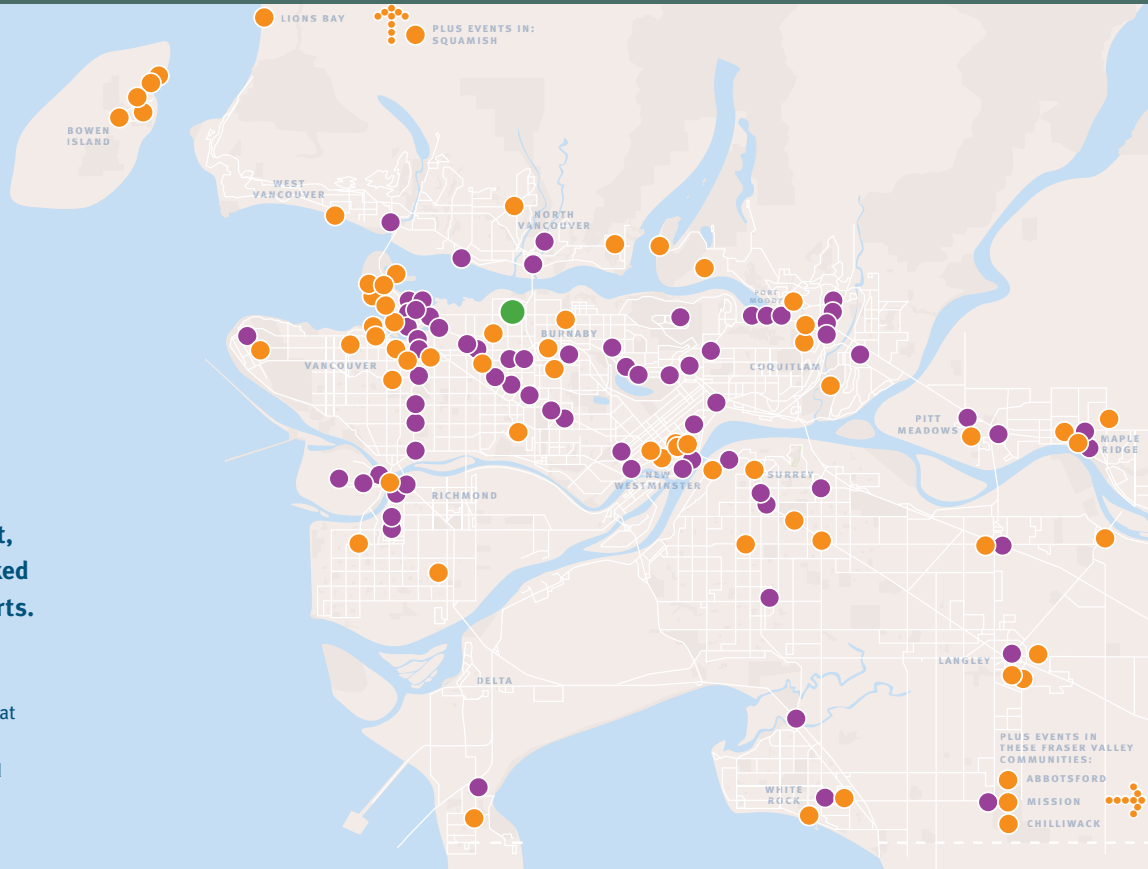 LIONS BAY
PLUS EVENTS IN:
SQUAMISH
BOWEN
ISLAND
WEST
VANCOUVER
NORTH
VANCOUVER
PORT
MOODY
BURNABY
VANCOUVER
COQUITLAM
PITT
MEADOWS
MAPLE
RIDGE
NEW
WESTMINSTER
SURREY
RICHMOND
t,
ked
rts.
LANGLEY
DELTA
at
PLUS EVENTS IN
THESE FRASER VALLEY
COMMUNITIES:
ABBOTSFORD
WHITE
ROCK
MISSION
CHILLIWACK